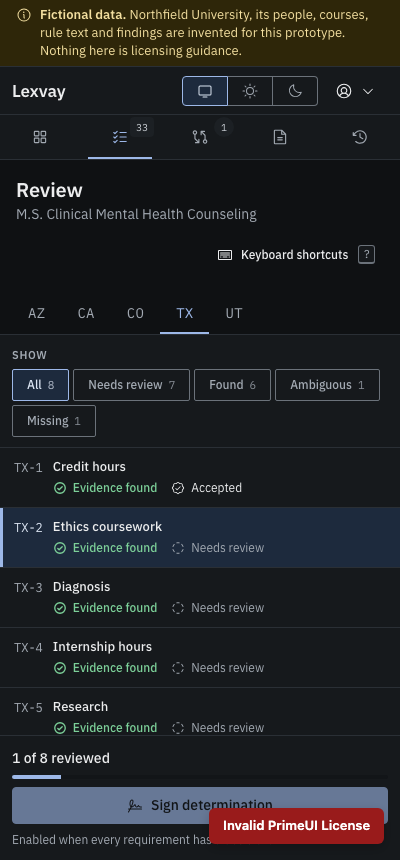 Fictional data. Northfield University, its people, courses,
rule text and findings are invented for this prototype.
Nothing here is licensing guidance.
Lexvay
33
1
Review
M.S. Clinical Mental Health Counseling
Keyboard shortcuts ?
AZ CA CO TX UT
SHOW
All 8 Needs review 7 Found 6 Ambiguous 1
Missing 1
TX-1 Credit hours
Evidence found Accepted
TX-2 Ethics coursework
Evidence found Needs review
TX-3 Diagnosis
Evidence found Needs review
TX-4 Internship hours
Evidence found Needs review
TX-5 Research
Evidence found Needs review
1 of 8 reviewed
Sign determination
Enabled when every requirement has
Invalid PrimeUI License